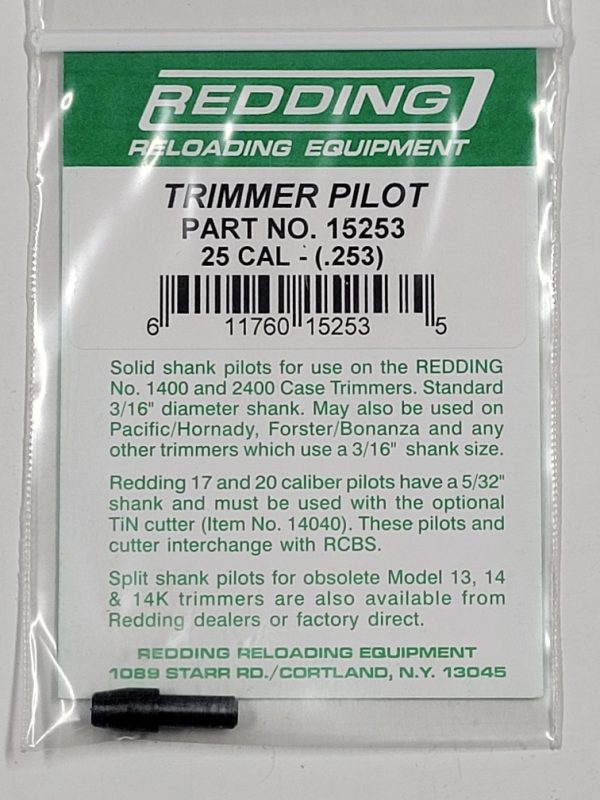 REDDING
RELOADING EQUIPMENT
TRIMMER PILOT
PART NO. 15253
25 CAL - (.253)
6 11760 15253 5
Solid shank pilots for use on the REDDING
No. 1400 and 2400 Case Trimmers. Standard
3/16" diameter shank. May also be used on
Pacific/Hornady, Forster/Bonanza and any
other trimmers which use a 3/16" shank size.
Redding 17 and 20 caliber pilots have a 5/32"
shank and must be used with the optional
TiN cutter (Item No. 14040). These pilots and
cutter interchange with RCBS.
Split shank pilots for obsolete Model 13, 14
& 14K trimmers are also available from
Redding dealers or factory direct.
REDDING RELOADING EQUIPMENT
1089 STARR RD./CORTLAND, N.Y. 13045